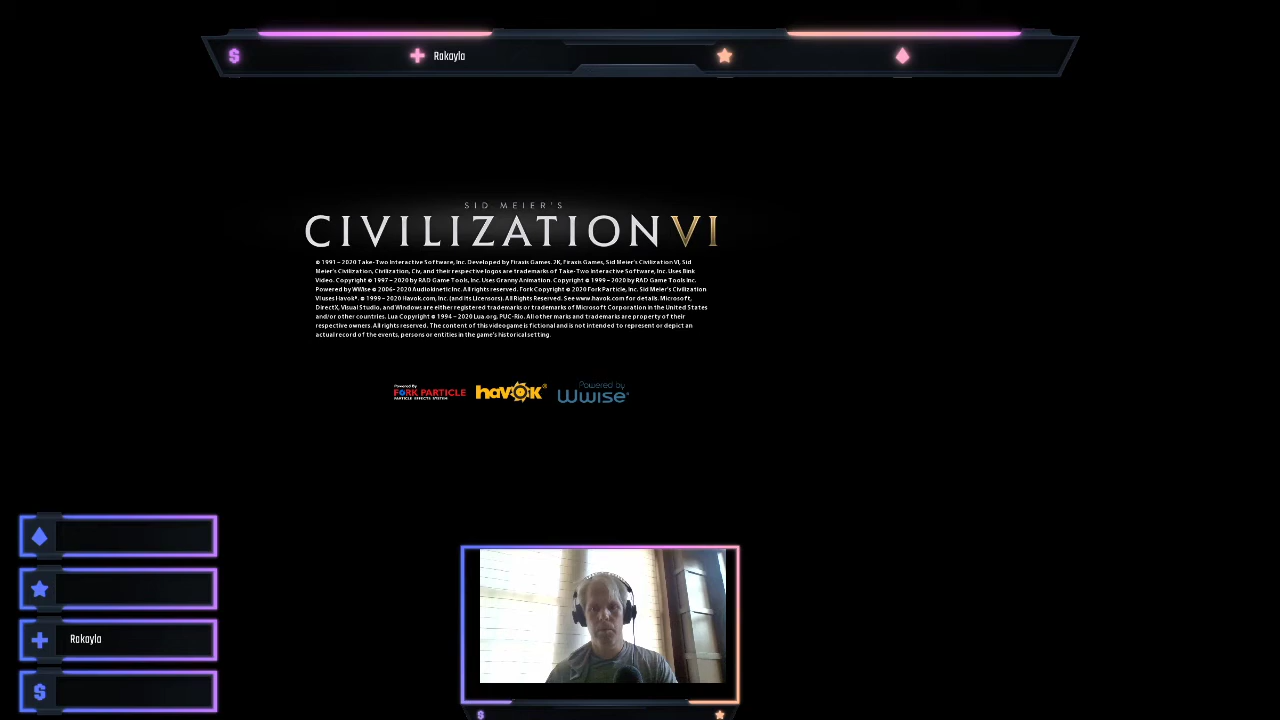 Rakayla
SID MEIER'S
CIVILIZATION VI
© 1991 – 2020 Take-Two Interactive Software, Inc. Developed by Firaxis Games. 2K, Firaxis Games, Sid Meier's Civilization VI, Sid
Meier's Civilization, Civilization, Civ, and their respective logos are trademarks of Take-Two Interactive Software, Inc. Uses Bink
Video. Copyright © 1997 – 2020 by RAD Game Tools, Inc. Uses Granny Animation. Copyright © 1999 – 2020 by RAD Game Tools Inc.
Powered by WWise © 2006- 2020 Audiokinetic Inc. All rights reserved. Fork Copyright © 2020 Fork Particle, Inc. Sid Meier's Civilization
VI uses Havok®. © 1999 – 2020 Havok.com, Inc. (and its Licensors). All Rights Reserved. See www.havok.com for details. Microsoft,
DirectX, Visual Studio, and Windows are either registered trademarks or trademarks of Microsoft Corporation in the United States
and/or other countries. Lua Copyright © 1994 – 2020 Lua.org, PUC-Rio. All other marks and trademarks are property of their
respective owners. All rights reserved. The content of this videogame is fictional and is not intended to represent or depict an
actual record of the events, persons or entities in the game's historical setting.
Powered By
FORK PARTICLE
PARTICLE EFFECTS SYSTEM
havok®
Powered by
Wwise®
Rakayla